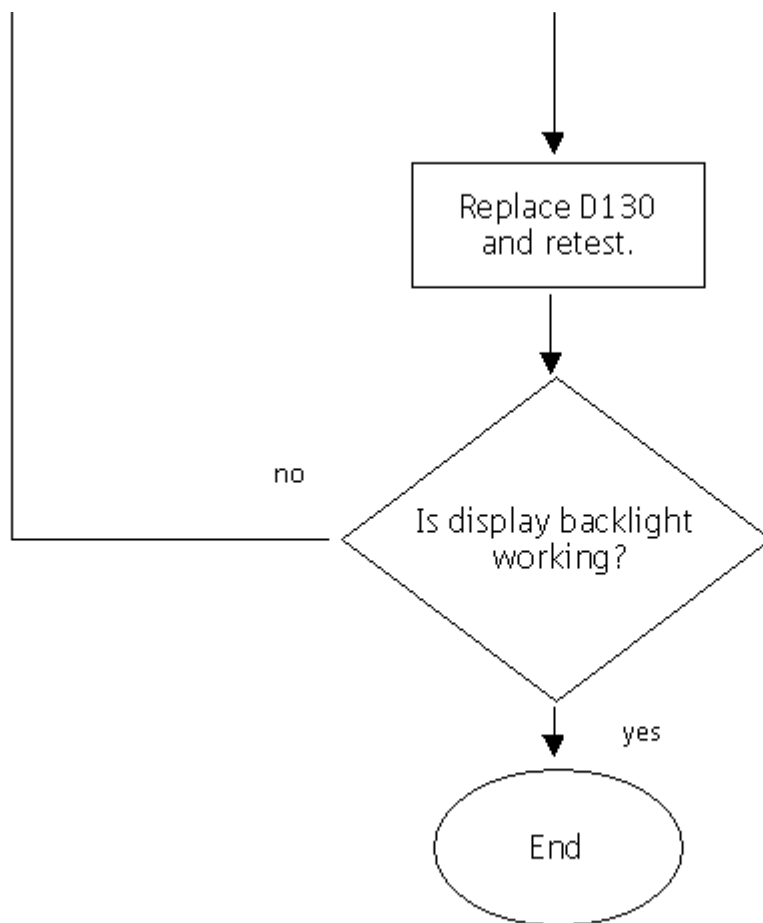 Replace D130
and retest.
no
Is display backlight
working?
yes
End